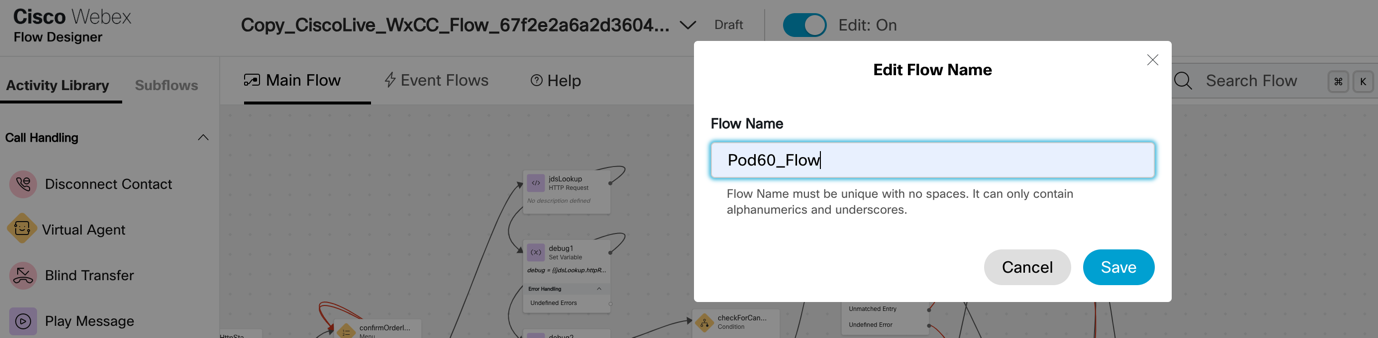 Cisco Webex
Flow Designer
Copy_CiscoLive_WxCC_Flow_67f2e2a6a2d3604...
Draft
Edit: On
Activity Library
Subflows
Main Flow
Event Flows
Help
Search Flow
⌘
K
Call Handling
Disconnect Contact
Virtual Agent
Blind Transfer
Play Message
Edit Flow Name
Flow Name
Pod60_Flow
Flow Name must be unique with no spaces. It can only contain
alphanumerics and underscores.
Cancel
Save
jdsLookup
HTTP Request
No description defined
debug1
Set Variable
debug = {{jdsLookup.httpR...
Error Handling
Undefined Errors
confirmOrderI...
Menu
debug2
checkForCan...
Condition
Unmatched Entry
Undefined Error